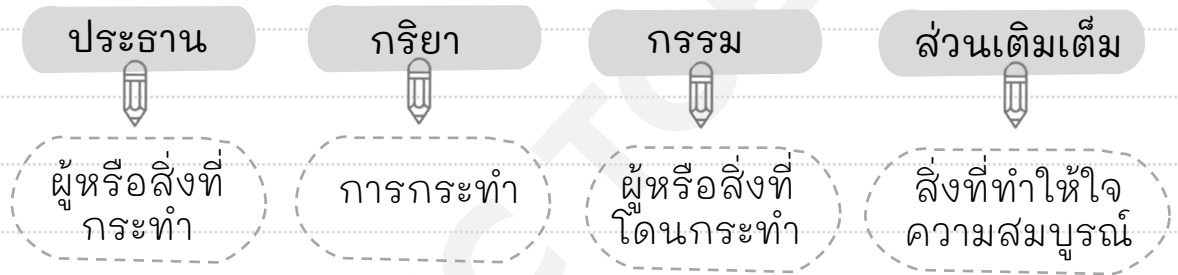 ประธาน
กริยา
กรรม
ส่วนเติมเต็ม
ผู้หรือสิ่งที่
กระทำ
การกระทำ
ผู้หรือสิ่งที่
โดนกระทำ
สิ่งที่ทำให้ใจ
ความสมบูรณ์